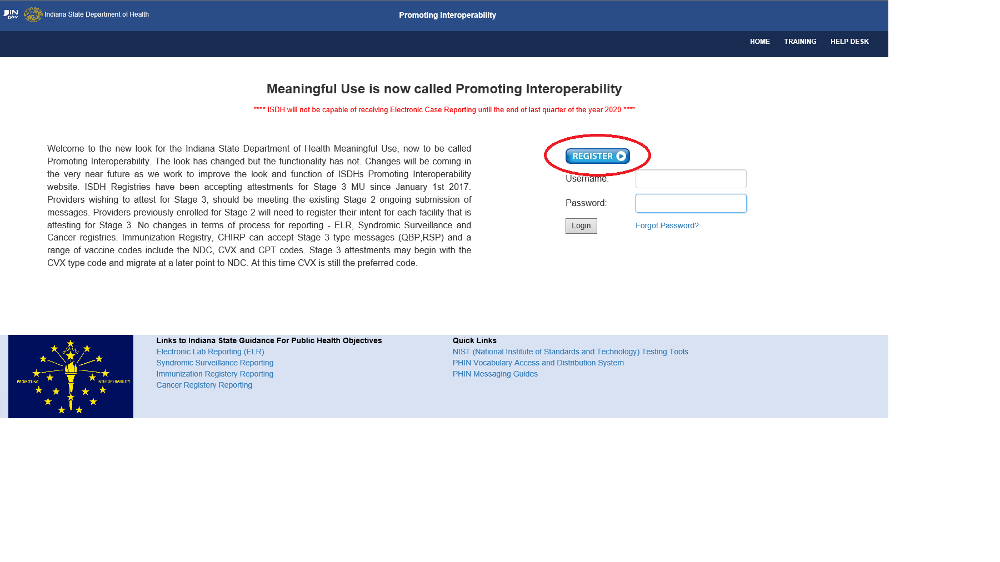 IN
.gov
Indiana State Department of Health
Promoting Interoperability
HOME TRAINING HELP DESK
Meaningful Use is now called Promoting Interoperability
**** ISDH will not be capable of receiving Electronic Case Reporting until the end of last quarter of the year 2020 ****
Welcome to the new look for the Indiana State Department of Health Meaningful Use, now to be called
Promoting Interoperability. The look has changed but the functionality has not. Changes will be coming in
the very near future as we work to improve the look and function of ISDHs Promoting Interoperability
website. ISDH Registries have been accepting attestments for Stage 3 MU since January 1st 2017.
Providers wishing to attest for Stage 3, should be meeting the existing Stage 2 ongoing submission of
messages. Providers previously enrolled for Stage 2 will need to register their intent for each facility that is
attesting for Stage 3. No changes in terms of process for reporting - ELR, Syndromic Surveillance and
Cancer registries. Immunization Registry, CHIRP can accept Stage 3 type messages (QBP,RSP) and a
range of vaccine codes include the NDC, CVX and CPT codes. Stage 3 attestments may begin with the
CVX type code and migrate at a later point to NDC. At this time CVX is still the preferred code.
REGISTER
Username:
Password:
Login
Forgot Password?
INDIANA
PROMOTING
INTEROPERABILITY
Links to Indiana State Guidance For Public Health Objectives
Electronic Lab Reporting (ELR)
Syndromic Surveillance Reporting
Immunization Registery Reporting
Cancer Registery Reporting
Quick Links
NIST (National Institute of Standards and Technology) Testing Tools
PHIN Vocabulary Access and Distribution System
PHIN Messaging Guides